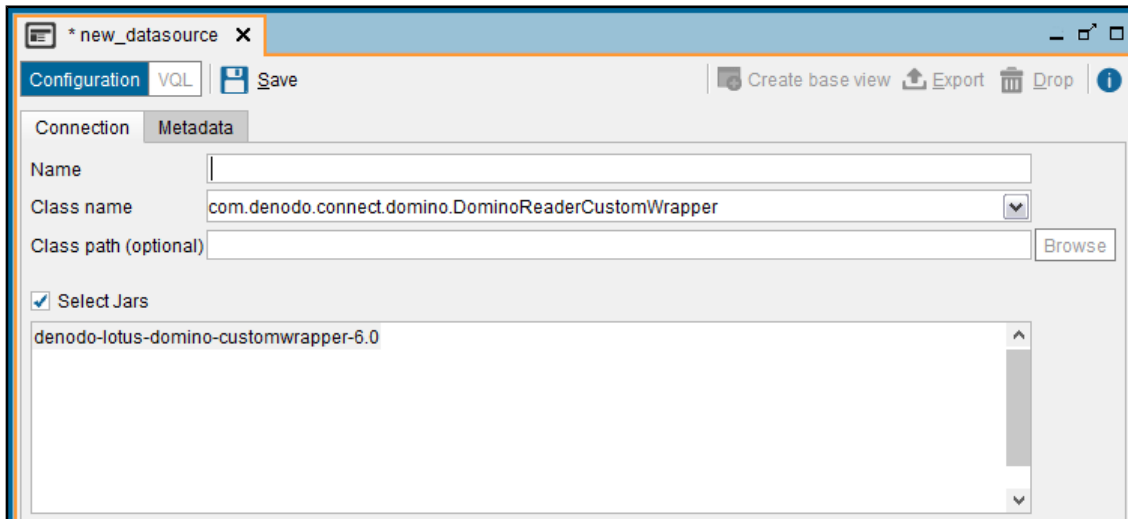 * new_datasource
Configuration VQL Save Create base view Export Drop
Connection Metadata
Name
Class name com.denodo.connect.domino.DominoReaderCustomWrapper
Class path (optional) Browse
Select Jars
denodo-lotus-domino-customwrapper-6.0